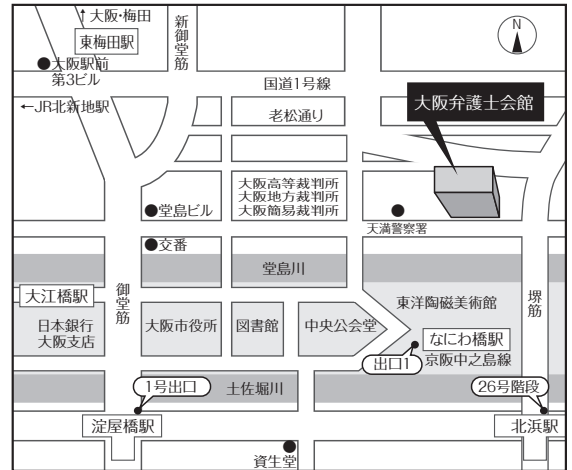 ↑大阪・梅田
東梅田駅
新御堂筋
N
●大阪駅前
第3ビル
国道1号線
←JR北新地駅
老松通り
大阪弁護士会館
大阪高等裁判所
大阪地方裁判所
大阪簡易裁判所
●堂島ビル
天満警察署
●交番
堂島川
大江橋駅
御堂筋
東洋陶磁美術館
堺筋
日本銀行
大阪支店
大阪市役所
図書館
中央公会堂
なにわ橋駅
出口1
京阪中之島線
1号出口
土佐堀川
26号階段
淀屋橋駅
北浜駅
資生堂